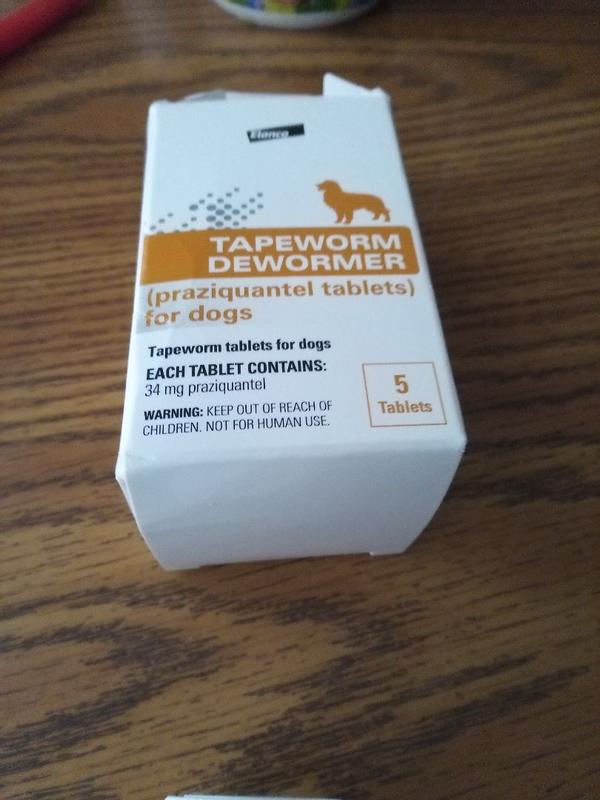 Elanco
TAPEWORM
DEWORMER
(praziquantel tablets)
for dogs
Tapeworm tablets for dogs
EACH TABLET CONTAINS:
34 mg praziquantel
WARNING: KEEP OUT OF REACH OF
CHILDREN. NOT FOR HUMAN USE.
5
Tablets